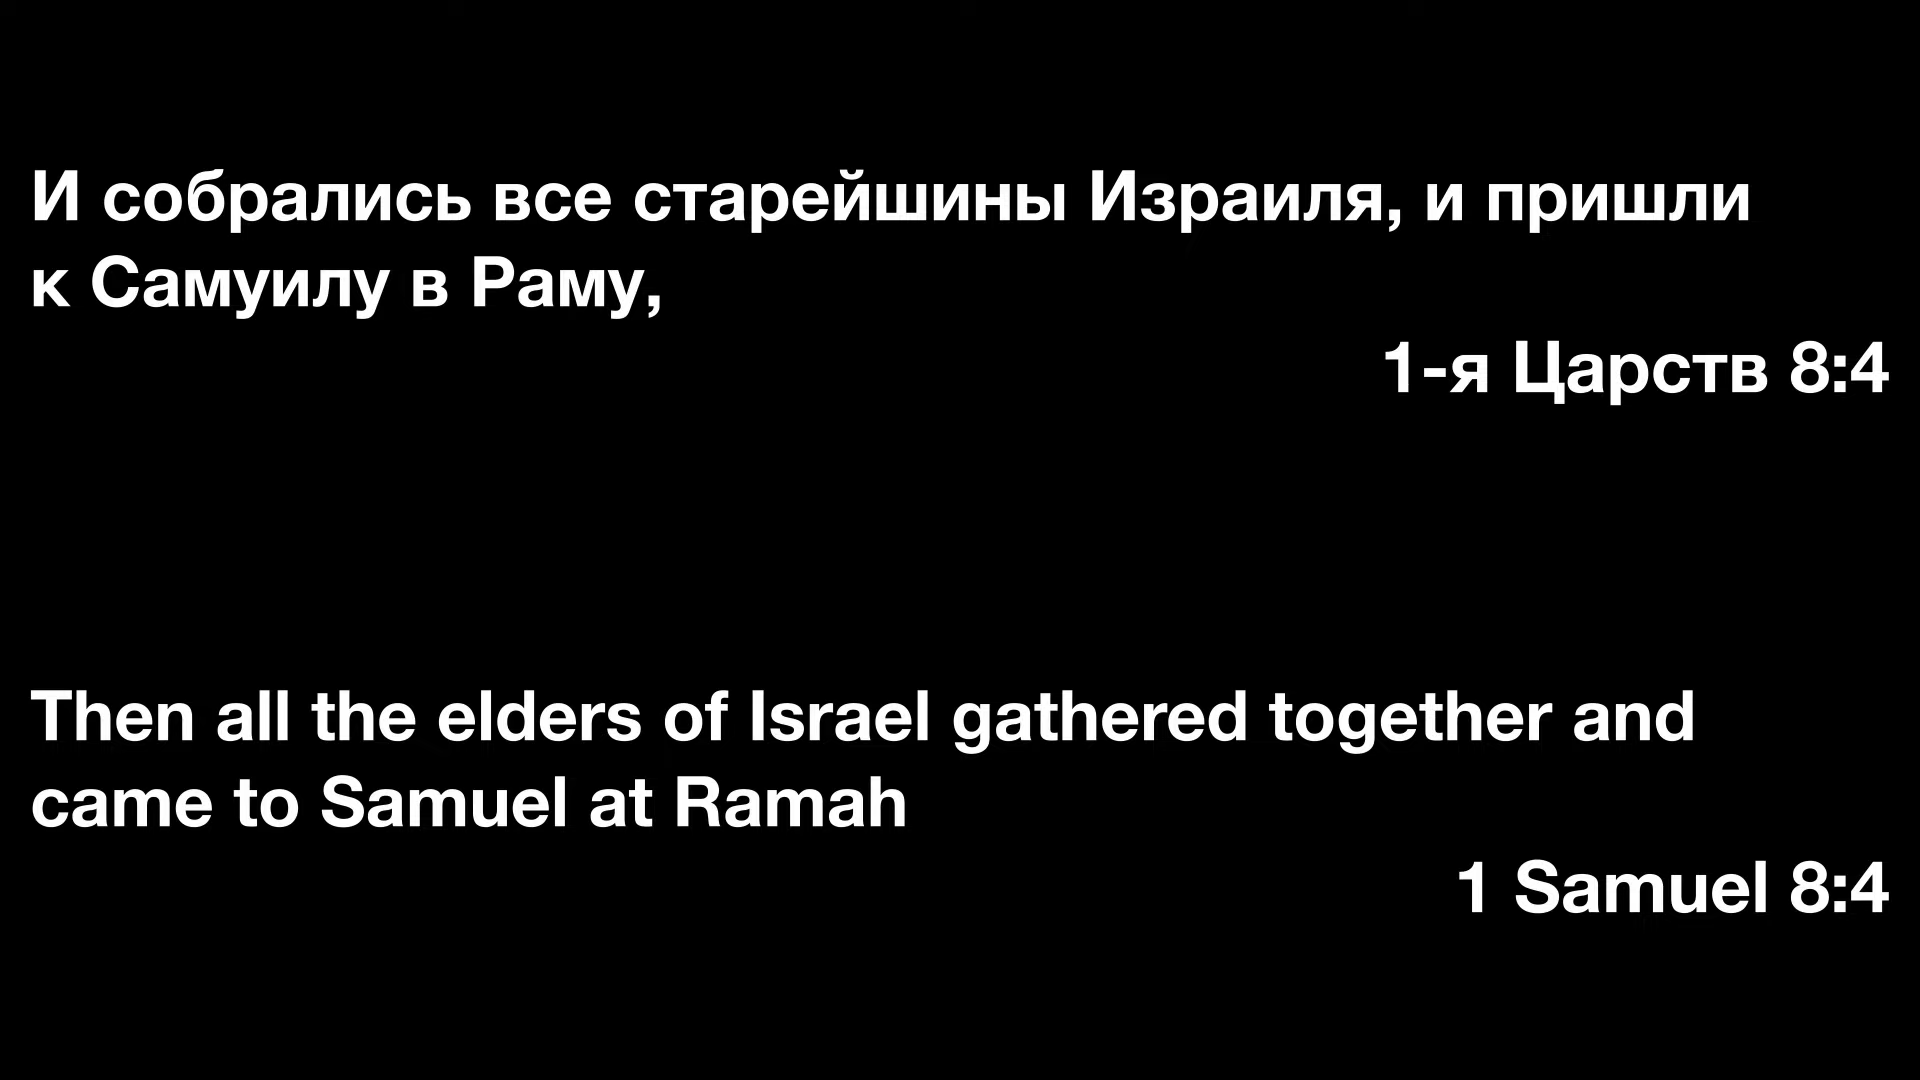 И собрались все старейшины Израиля, и пришли
к Самуилу в Раму,
1-я Царств 8:4
Then all the elders of Israel gathered together and
came to Samuel at Ramah
1 Samuel 8:4